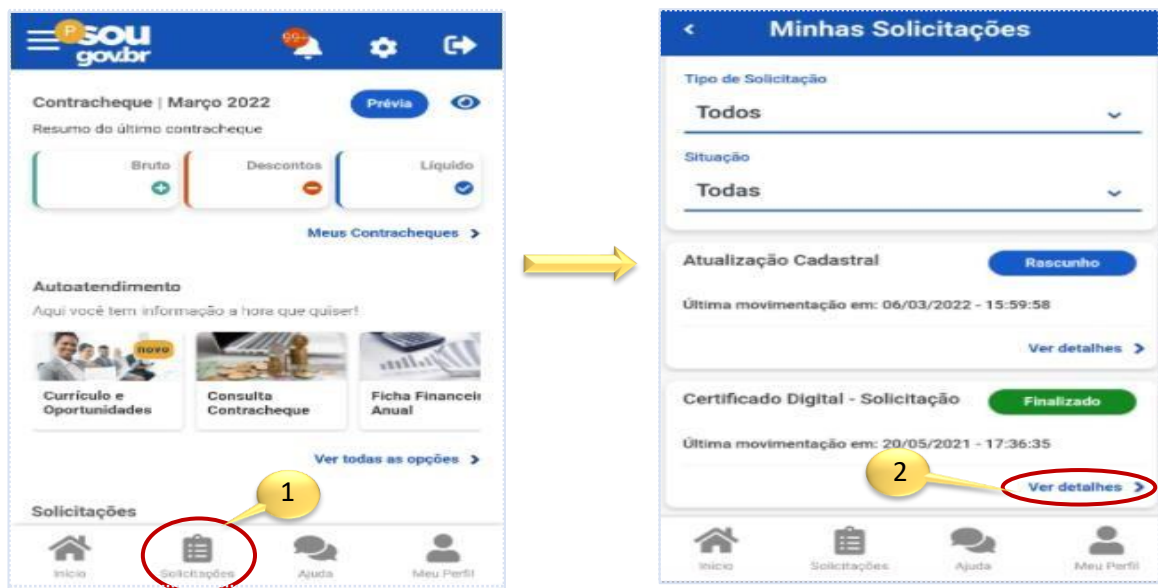 P
sou
gov.br
99+
Contracheque | Março 2022
Prévia
Resumo do último contracheque
Bruto
Descontos
Líquido
Meus Contracheques
Autoatendimento
Aqui você tem informação a hora que quiser!
novo
Currículo e
Oportunidades
Consulta
Contracheque
Ficha Financeir
Anual
Ver todas as opções
1
Solicitações
Início
Solicitações
Ajuda
Meu Perfil
Minhas Solicitações
Tipo de Solicitação
Todos
Situação
Todas
Atualização Cadastral
Rascunho
Última movimentação em: 06/03/2022 - 15:59:58
Ver detalhes
Certificado Digital - Solicitação
Finalizado
Última movimentação em: 20/05/2021 - 17:36:35
2
Ver detalhes
Início
Solicitações
Ajuda
Meu Perfil